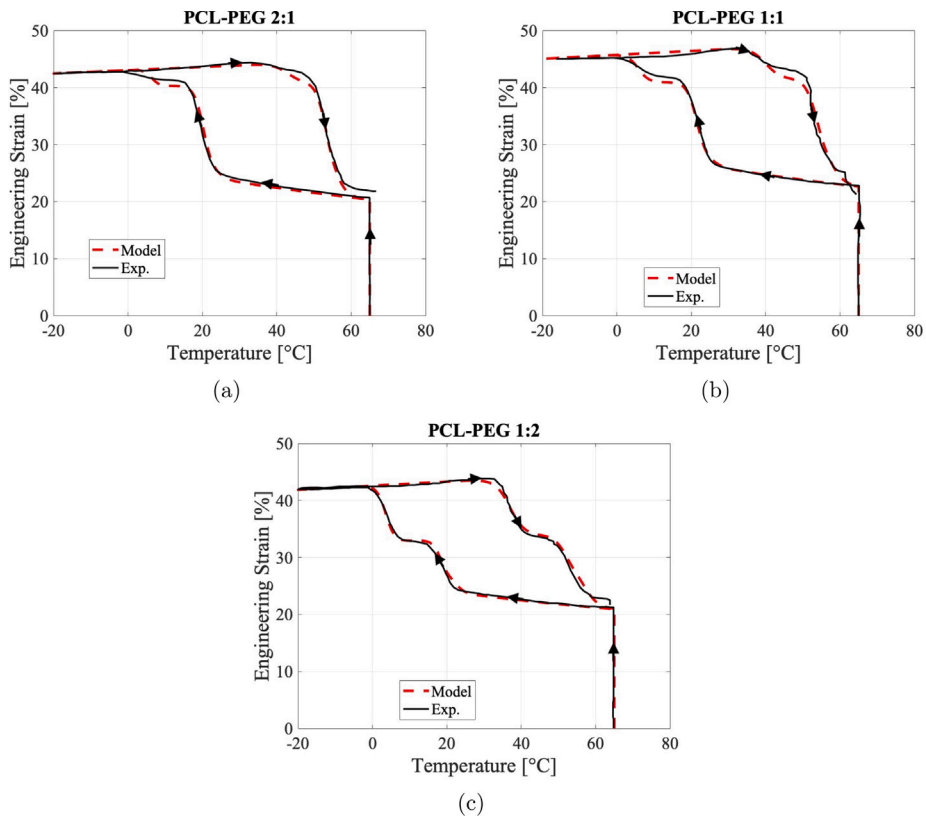 PCL-PEG 2:1
Engineering Strain [%]
50
40
30
20
10
0
Model
Exp.
-20 0 20 40 60 80
Temperature [°C]
(a)
PCL-PEG 1:1
Engineering Strain [%]
50
40
30
20
10
0
Model
Exp.
-20 0 20 40 60 80
Temperature [°C]
(b)
PCL-PEG 1:2
Engineering Strain [%]
50
40
30
20
10
0
Model
Exp.
-20 0 20 40 60 80
Temperature [°C]
(c)